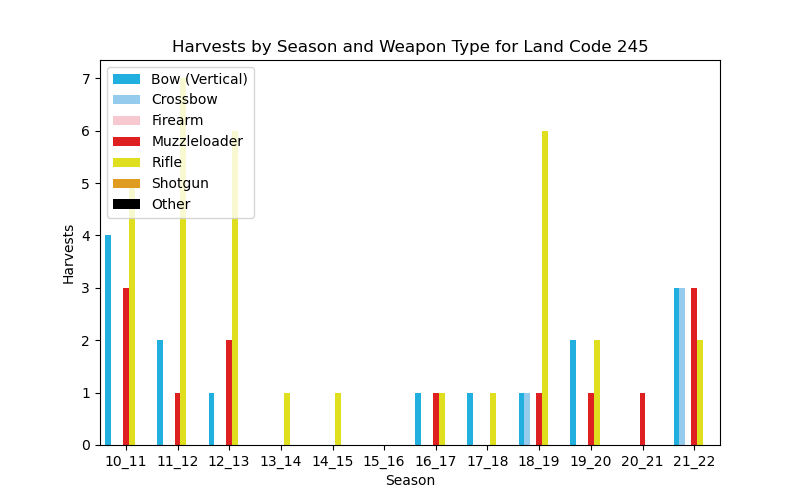 Harvests by Season and Weapon Type for Land Code 245
Bow (Vertical)
Crossbow
Firearm
Muzzleloader
Rifle
Shotgun
Other
7
6
5
4
3
2
1
0
Harvests
10_11 11_12 12_13 13_14 14_15 15_16 16_17 17_18 18_19 19_20 20_21 21_22
Season